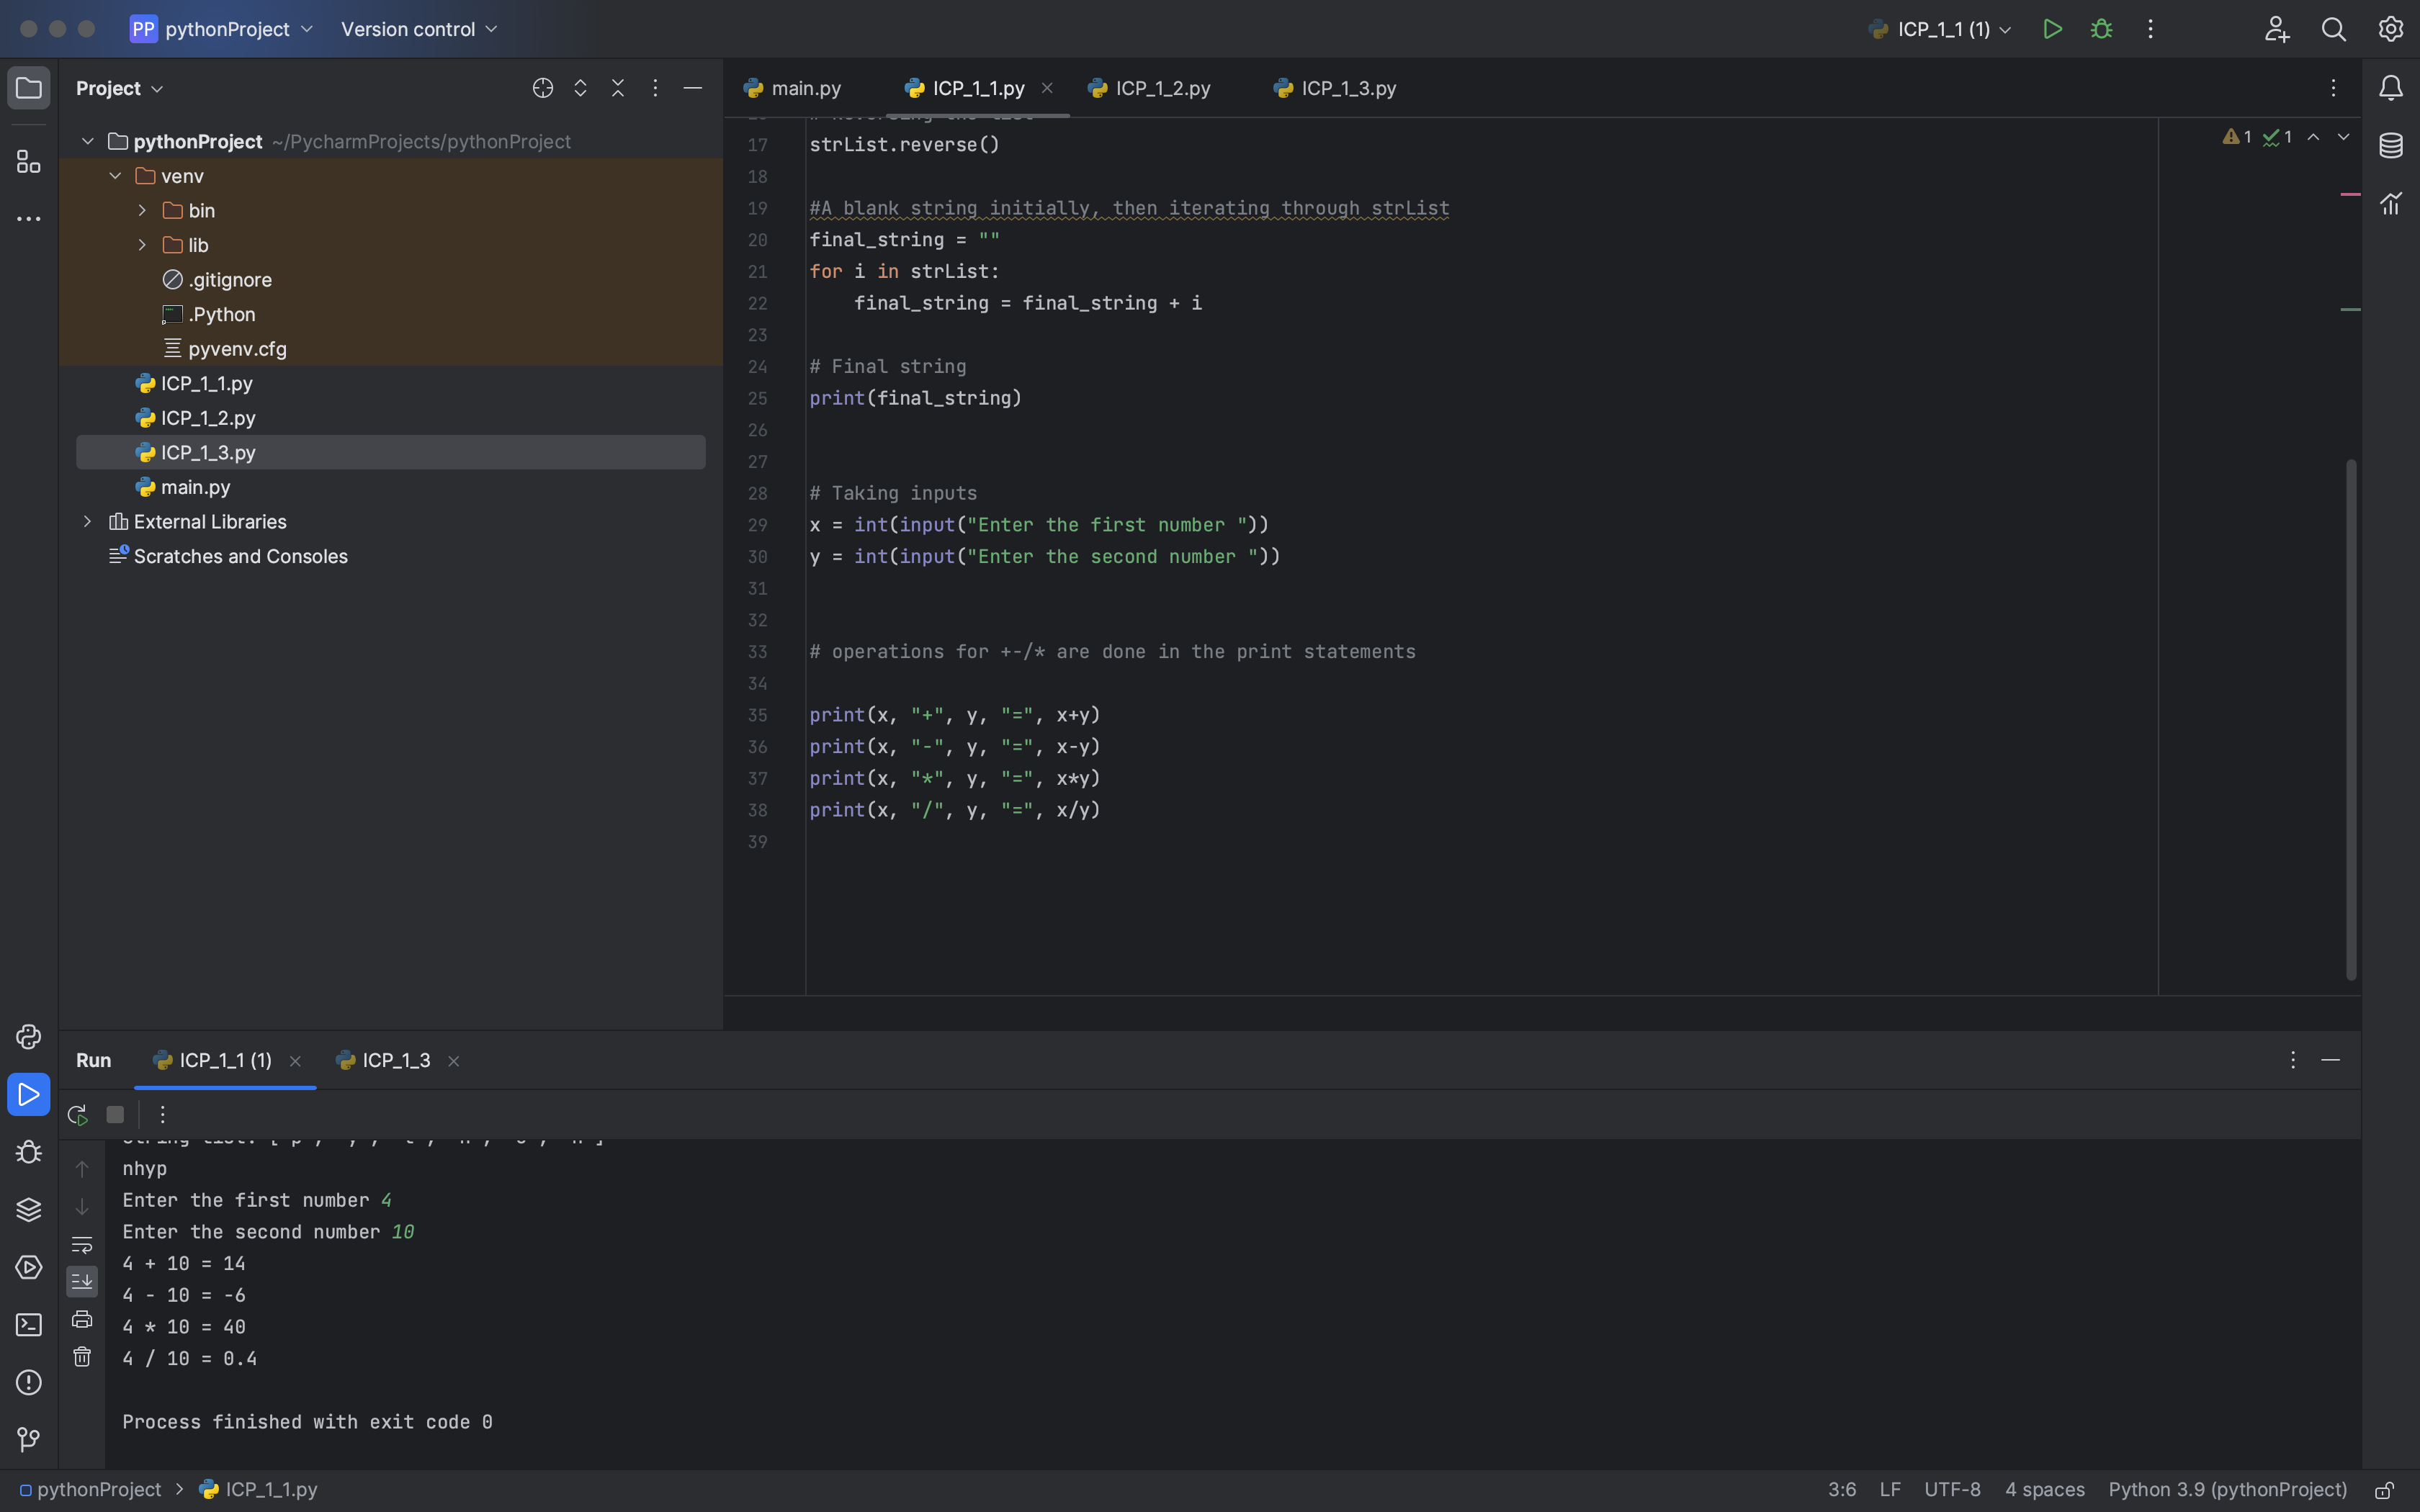 PP pythonProject Version control ICP_1_1 (1)
Project
main.py ICP_1_1.py ICP_1_2.py ICP_1_3.py
pythonProject ~/PycharmProjects/pythonProject
venv
bin
lib
.gitignore
.Python
pyvenv.cfg
ICP_1_1.py
ICP_1_2.py
ICP_1_3.py
main.py
External Libraries
Scratches and Consoles
1 1
17 strList.reverse()
18
19 #A blank string initially, then iterating through strList
20 final_string = ""
21 for i in strList:
22 final_string = final_string + i
23
24 # Final string
25 print(final_string)
26
27
28 # Taking inputs
29 x = int(input("Enter the first number "))
30 y = int(input("Enter the second number "))
31
32
33 # operations for +-/* are done in the print statements
34
35 print(x, "+", y, "=", x+y)
36 print(x, "-", y, "=", x-y)
37 print(x, "*", y, "=", x*y)
38 print(x, "/", y, "=", x/y)
39
Run ICP_1_1 (1) ICP_1_3
nhyp
Enter the first number 4
Enter the second number 10
4 + 10 = 14
4 - 10 = -6
4 * 10 = 40
4 / 10 = 0.4
Process finished with exit code 0
pythonProject > ICP_1_1.py 3:6 LF UTF-8 4 spaces Python 3.9 (pythonProject)